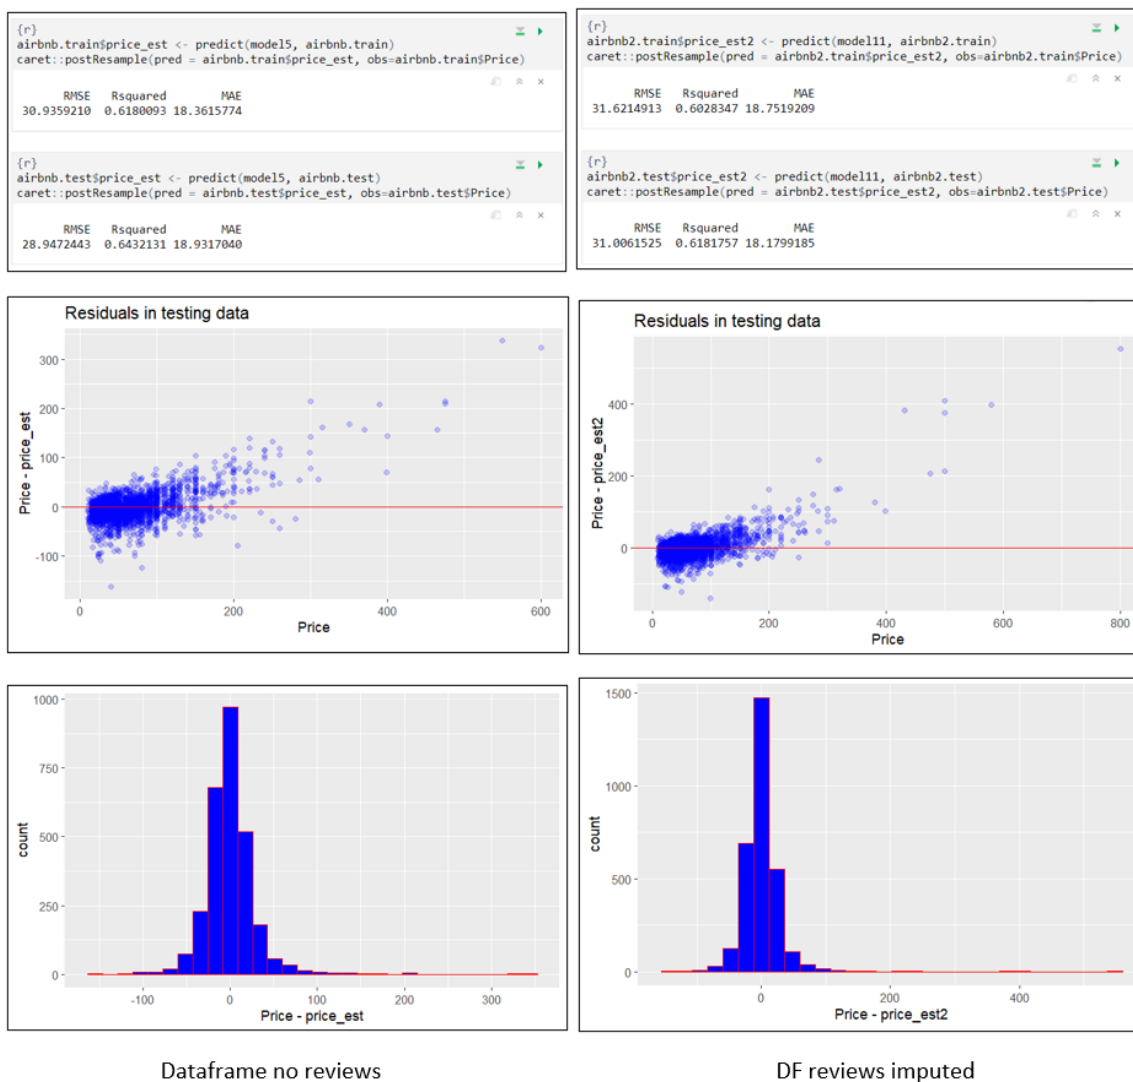 {r}
airbnb.train$price_est <- predict(model5, airbnb.train)
caret::postResample(pred = airbnb.train$price_est, obs=airbnb.train$Price)
RMSE Rsquared MAE
30.9359210 0.6180093 18.3615774
{r}
airbnb.test$price_est <- predict(model5, airbnb.test)
caret::postResample(pred = airbnb.test$price_est, obs=airbnb.test$Price)
RMSE Rsquared MAE
28.9472443 0.6432131 18.9317040
{r}
airbnb2.train$price_est2 <- predict(model11, airbnb2.train)
caret::postResample(pred = airbnb2.train$price_est2, obs=airbnb2.train$Price)
RMSE Rsquared MAE
31.6214913 0.6028347 18.7519209
{r}
airbnb2.test$price_est2 <- predict(model11, airbnb2.test)
caret::postResample(pred = airbnb2.test$price_est2, obs=airbnb2.test$Price)
RMSE Rsquared MAE
31.0061525 0.6181757 18.1799185
Residuals in testing data
Price - price_est
300
200
100
0
-100
0 200 400 600
Price
Residuals in testing data
Price - price_est2
400
200
0
0 200 400 600 800
Price
count
1000
750
500
250
0
-100 0 100 200 300
Price - price_est
count
1500
1000
500
0
0 200 400
Price - price_est2
Dataframe no reviews
DF reviews imputed